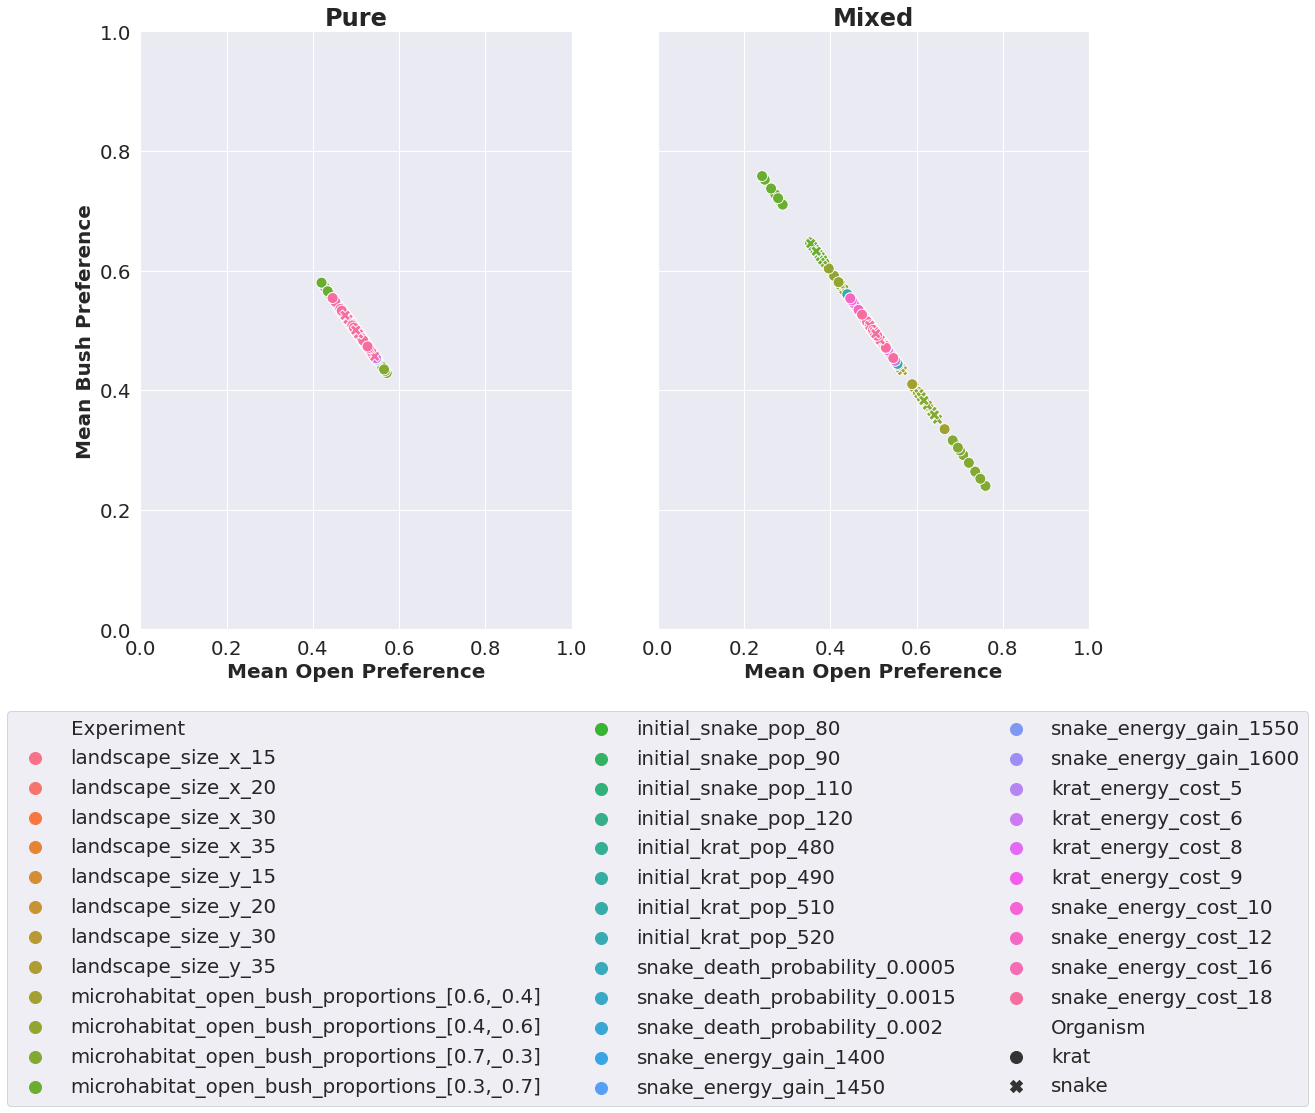 Pure
Mixed
1.0
0.8
0.6
0.4
0.2
0.0
Mean Bush Preference
0.0 0.2 0.4 0.6 0.8 1.0
0.0 0.2 0.4 0.6 0.8 1.0
Mean Open Preference
Mean Open Preference
Experiment
landscape_size_x_15
landscape_size_x_20
landscape_size_x_30
landscape_size_x_35
landscape_size_y_15
landscape_size_y_20
landscape_size_y_30
landscape_size_y_35
microhabitat_open_bush_proportions_[0.6,_0.4]
microhabitat_open_bush_proportions_[0.4,_0.6]
microhabitat_open_bush_proportions_[0.7,_0.3]
microhabitat_open_bush_proportions_[0.3,_0.7]
initial_snake_pop_80
initial_snake_pop_90
initial_snake_pop_110
initial_snake_pop_120
initial_krat_pop_480
initial_krat_pop_490
initial_krat_pop_510
initial_krat_pop_520
snake_death_probability_0.0005
snake_death_probability_0.0015
snake_death_probability_0.002
snake_energy_gain_1400
snake_energy_gain_1450
snake_energy_gain_1550
snake_energy_gain_1600
krat_energy_cost_5
krat_energy_cost_6
krat_energy_cost_8
krat_energy_cost_9
snake_energy_cost_10
snake_energy_cost_12
snake_energy_cost_16
snake_energy_cost_18
Organism
krat
snake